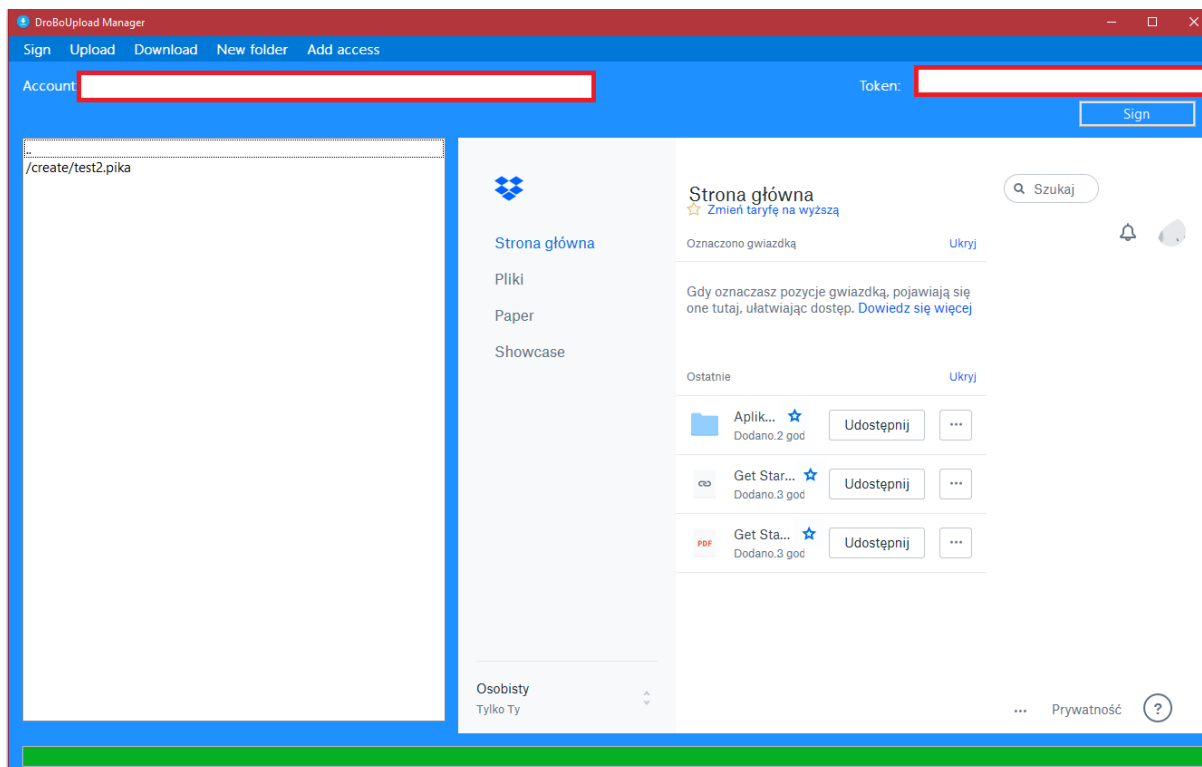 DroBoUpload Manager
Sign Upload Download New folder Add access
Account:
Token:
Sign
..
/create/test2.pika
Strona główna
Pliki
Paper
Showcase
Osobisty
Tylko Ty
Strona główna
Zmień taryfę na wyższą
Oznaczono gwiazdką Ukryj
Gdy oznaczasz pozycje gwiazdką, pojawiają się
one tutaj, ułatwiając dostęp. Dowiedz się więcej
Ostatnie Ukryj
Aplik...
Dodano.2 god
Udostępnij ...
Get Star...
Dodano.3 god
Udostępnij ...
PDF
Get Sta...
Dodano.3 god
Udostępnij ...
Szukaj
... Prywatność ?